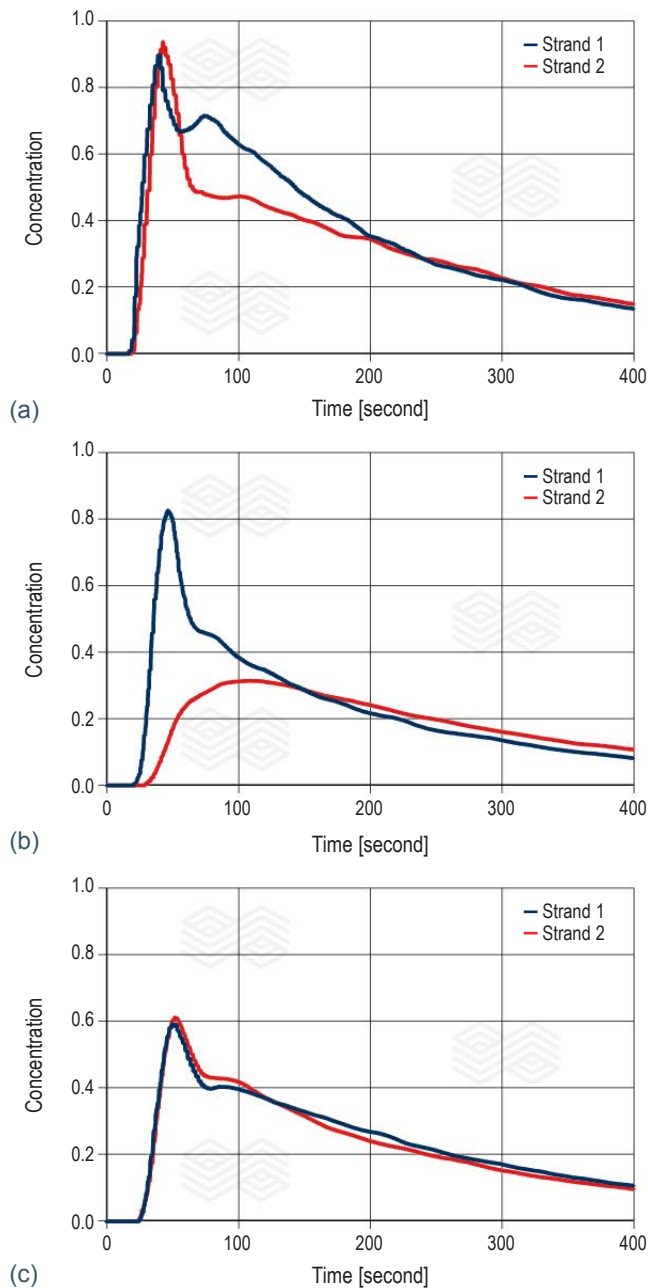 1.0
Strand 1
Strand 2
0.8
0.6
Concentration
0.4
0.2
0.0
0 100 200 300 400
(a)
Time [second]
1.0
Strand 1
Strand 2
0.8
0.6
Concentration
0.4
0.2
0.0
0 100 200 300 400
(b)
Time [second]
1.0
Strand 1
Strand 2
0.8
0.6
Concentration
0.4
0.2
0.0
0 100 200 300 400
(c)
Time [second]